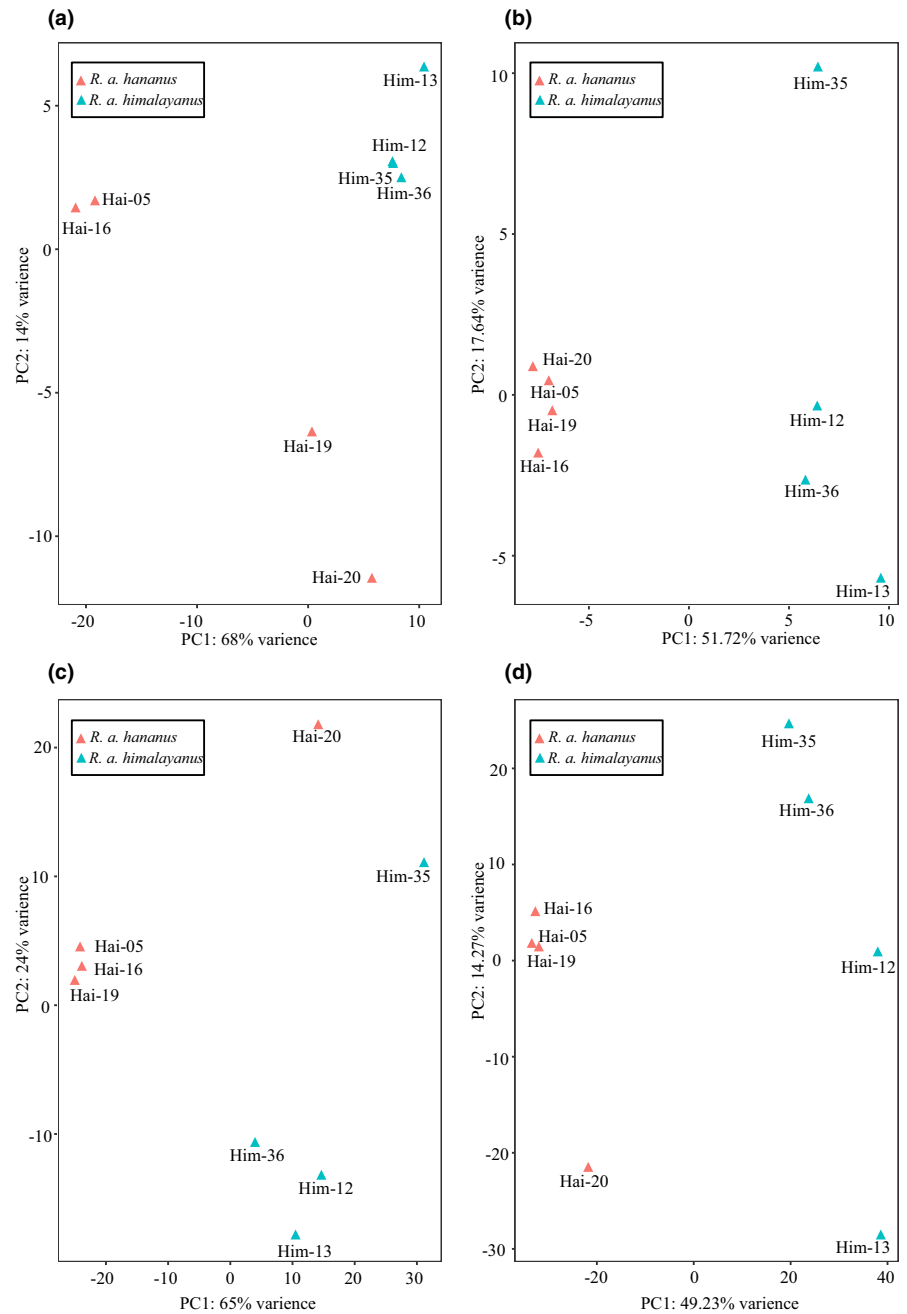 (a)
R. a. hananus
R. a. himalayanus
Him-13
Him-12
Him-35
Him-36
Hai-05
Hai-16
Hai-19
Hai-20
5
0
-5
-10
PC2: 14% varience
-20
-10
0
10
PC1: 68% varience
(b)
R. a. hananus
R. a. himalayanus
Him-35
Hai-20
Hai-05
Hai-19
Hai-16
Him-12
Him-36
Him-13
10
5
0
-5
PC2: 17.64% varience
-5
0
5
10
PC1: 51.72% varience
(c)
R. a. hananus
R. a. himalayanus
Hai-20
Him-35
Hai-05
Hai-16
Hai-19
Him-36
Him-12
Him-13
20
10
0
-10
PC2: 24% varience
-20
-10
0
10
20
30
PC1: 65% varience
(d)
R. a. hananus
R. a. himalayanus
Him-35
Him-36
Hai-16
Hai-05
Hai-19
Him-12
Hai-20
Him-13
20
10
0
-10
-20
-30
PC2: 14.27% varience
-20
0
20
40
PC1: 49.23% varience